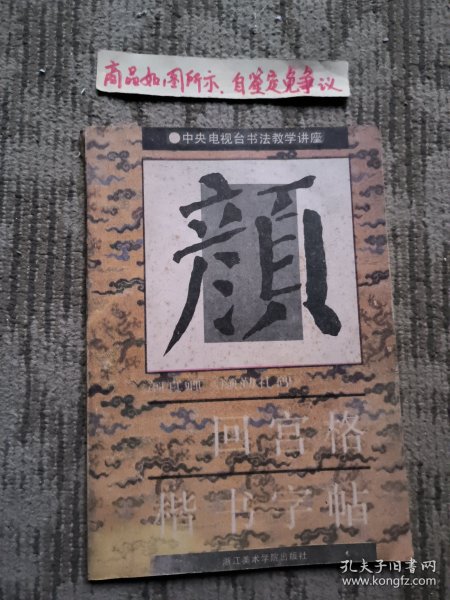 商品如图所示、自鉴定免争议
●中央电视台书法教学讲座
顔
回宫格
楷书字帖
浙江美术学院出版社
孔夫子旧书网
www.kongfz.com